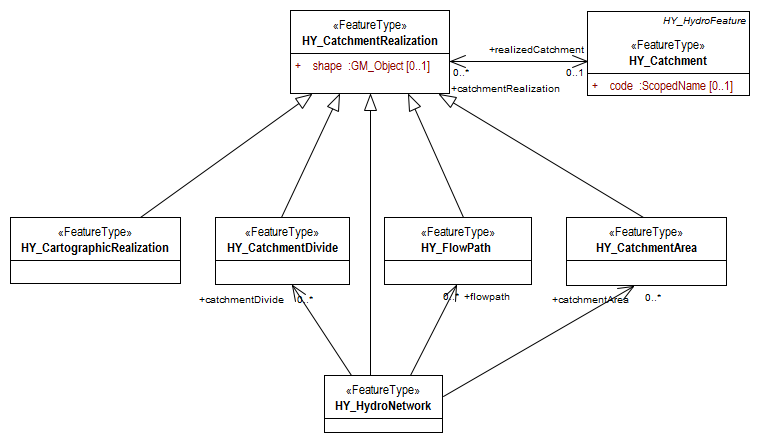 «FeatureType»
HY_CatchmentRealization
+ shape :GM_Object [0..1]
+realizedCatchment
0..*
0..1
+catchmentRealization
HY_HydroFeature
«FeatureType»
HY_Catchment
+ code :ScopedName [0..1]
«FeatureType»
HY_CartographicRealization
«FeatureType»
HY_CatchmentDivide
«FeatureType»
HY_FlowPath
«FeatureType»
HY_CatchmentArea
+catchmentDivide 0..*
0..* +flowpath
+catchmentArea 0..*
«FeatureType»
HY_HydroNetwork